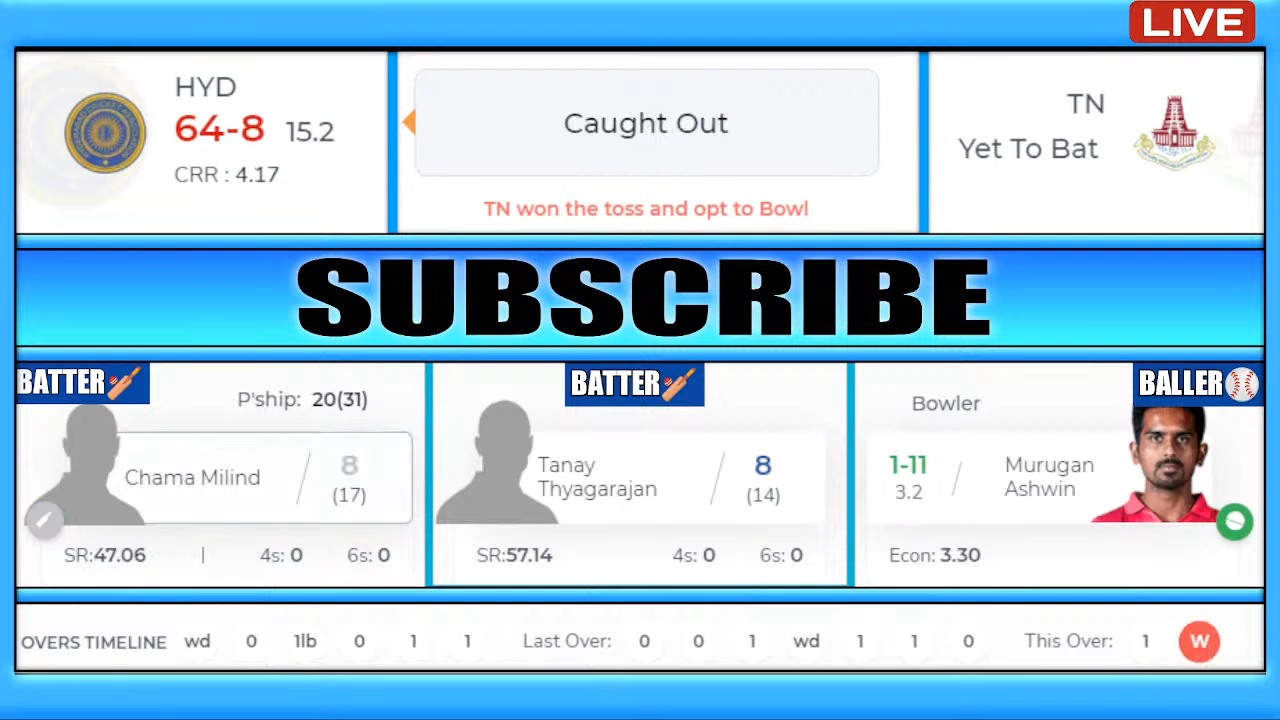 LIVE
HYD
64-8 15.2
CRR : 4.17
Caught Out
TN won the toss and opt to Bowl
TN
Yet To Bat
SUBSCRIBE
BATTER
P'ship: 20(31)
Chama Milind
8
(17)
SR:47.06 | 4s: 0 6s: 0
BATTER
Tanay
Thyagarajan
8
(14)
SR:57.14 4s: 0 6s: 0
BALLER
Bowler
1-11
3.2
Murugan
Ashwin
Econ: 3.30
OVERS TIMELINE wd 0 1lb 0 1 1 Last Over: 0 0 1 wd 1 1 0 This Over: 1 W